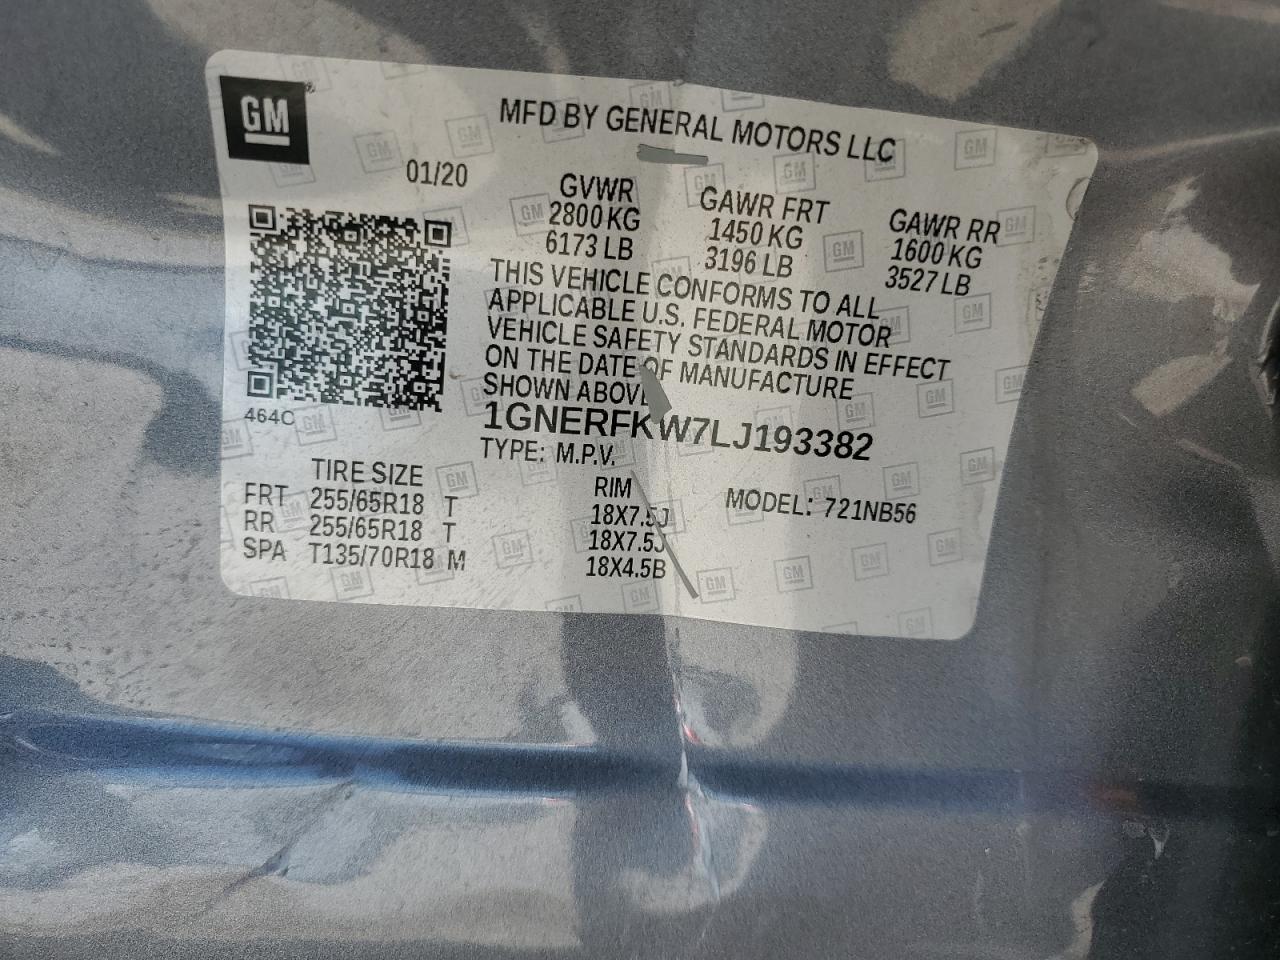 GM
MFD BY GENERAL MOTORS LLC
01/20
GVWR GAWR FRT GAWR RR
2800 KG 1450 KG 1600 KG
6173 LB 3196 LB 3527 LB
THIS VEHICLE CONFORMS TO ALL
APPLICABLE U.S. FEDERAL MOTOR
VEHICLE SAFETY STANDARDS IN EFFECT
ON THE DATE OF MANUFACTURE
SHOWN ABOVE
464C
1GNERFKW7LJ193382
TYPE: M.P.V.
MODEL: 721NB56
TIRE SIZE RIM
FRT 255/65R18 T 18X7.5J
RR 255/65R18 T 18X7.5J
SPA T135/70R18 M 18X4.5B